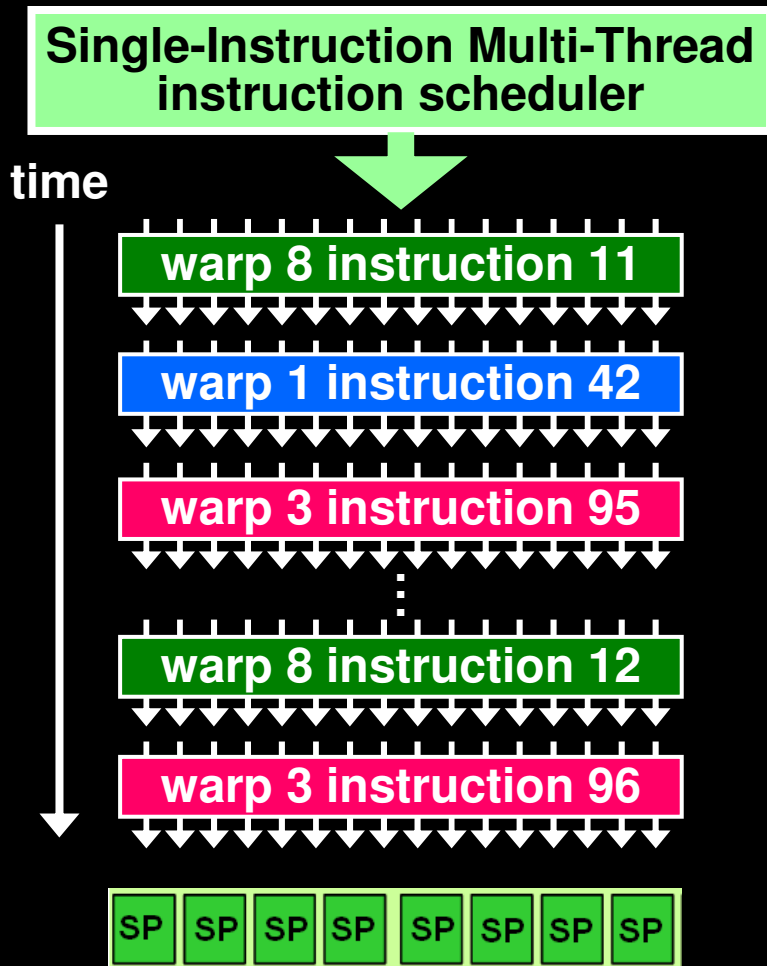 Single-Instruction Multi-Thread
instruction scheduler
time
warp 8 instruction 11
warp 1 instruction 42
warp 3 instruction 95
⋮
warp 8 instruction 12
warp 3 instruction 96
SP SP SP SP SP SP SP SP